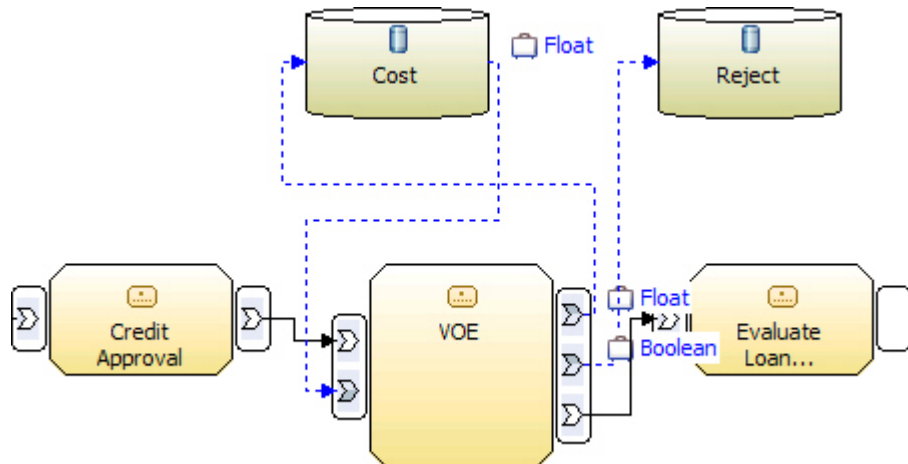 Float
Cost
Reject
Credit
Approval
VOE
Float
Boolean
Evaluate
Loan...